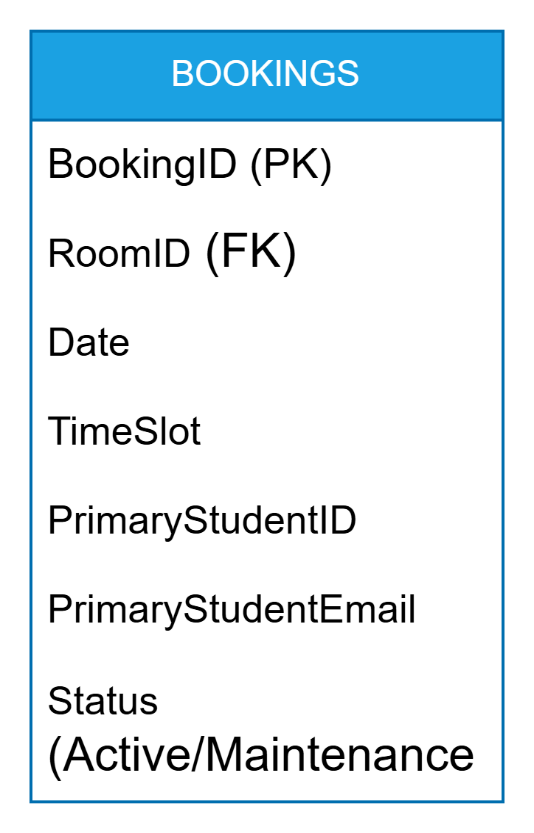 BOOKINGS
BookingID (PK)
RoomID (FK)
Date
TimeSlot
PrimaryStudentID
PrimaryStudentEmail
Status
(Active/Maintenance